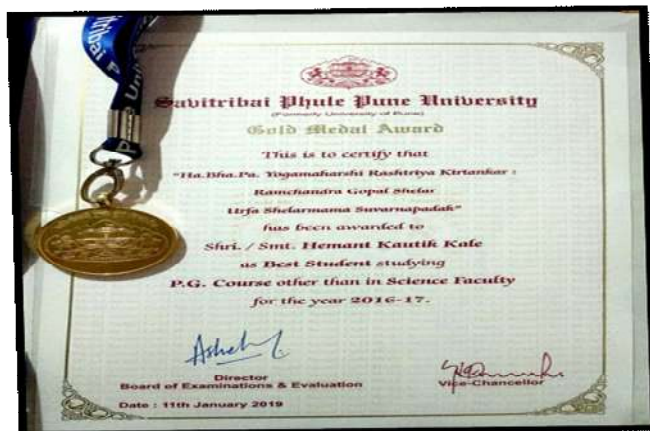 Savitribai Phule Pune University
(Formerly University of Pune)
Gold Medal Award
This is to certify that
"Ha.Bha.Pa. Yogamaharshi Rashtriya Kirtankar :
Ramchandra Gopal Shelar
Urfa Shelarmama Suvarnapadak"
has been awarded to
Shri. / Smt. Hemant Kautik Kale
as Best Student studying
P.G. Course other than in Science Faculty
for the year 2016-17.
Director
Board of Examinations & Evaluation
Vice-Chancellor
Date : 11th January 2019